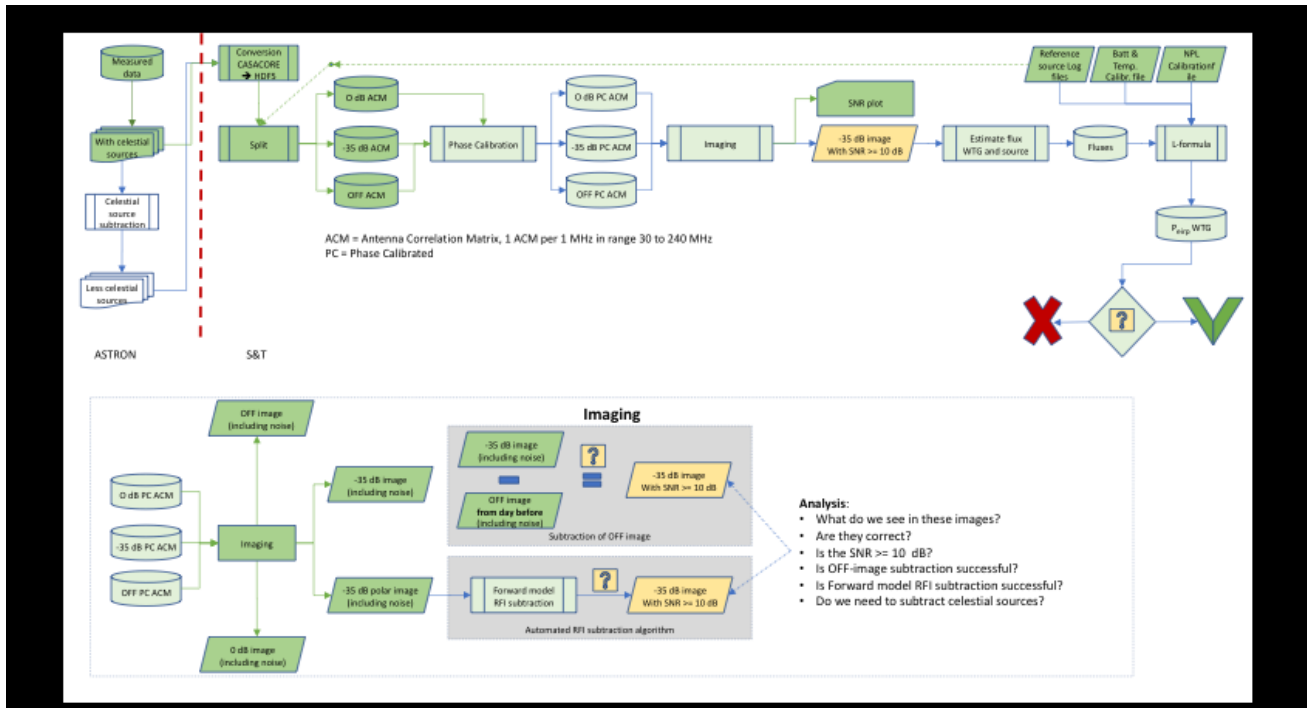 Measured
data
With celestial
sources
Celestial
source
subtraction
Less celestial
sources
Conversion
CASACORE
➔ HDF5
Split
O dB ACM
-35 dB ACM
OFF ACM
Phase Calibration
O dB PC ACM
-35 dB PC ACM
OFF PC ACM
Imaging
SNR plot
-35 dB image
With SNR >= 10 dB
Estimate flux
WTG and source
Fluxes
Reference
source Log
files
Batt &
Temp.
Calibr. file
NPL
Calibrationf
ile
L-formula
Peirp WTG
?
ACM = Antenna Correlation Matrix, 1 ACM per 1 MHz in range 30 to 240 MHz
PC = Phase Calibrated
ASTRON
S&T
Imaging
OFF image
(including noise)
O dB PC ACM
-35 dB PC ACM
OFF PC ACM
Imaging
0 dB image
(including noise)
-35 dB image
(including noise)
-35 dB polar image
(including noise)
-35 dB image
(including noise)
OFF image
from day before
(including noise)
?
-35 dB image
With SNR >= 10 dB
Subtraction of OFF image
Forward model
RFI subtraction
?
-35 dB image
With SNR >= 10 dB
Automated RFI subtraction algorithm
Analysis:
• What do we see in these images?
• Are they correct?
• Is the SNR >= 10 dB?
• Is OFF-image subtraction successful?
• Is Forward model RFI subtraction successful?
• Do we need to subtract celestial sources?